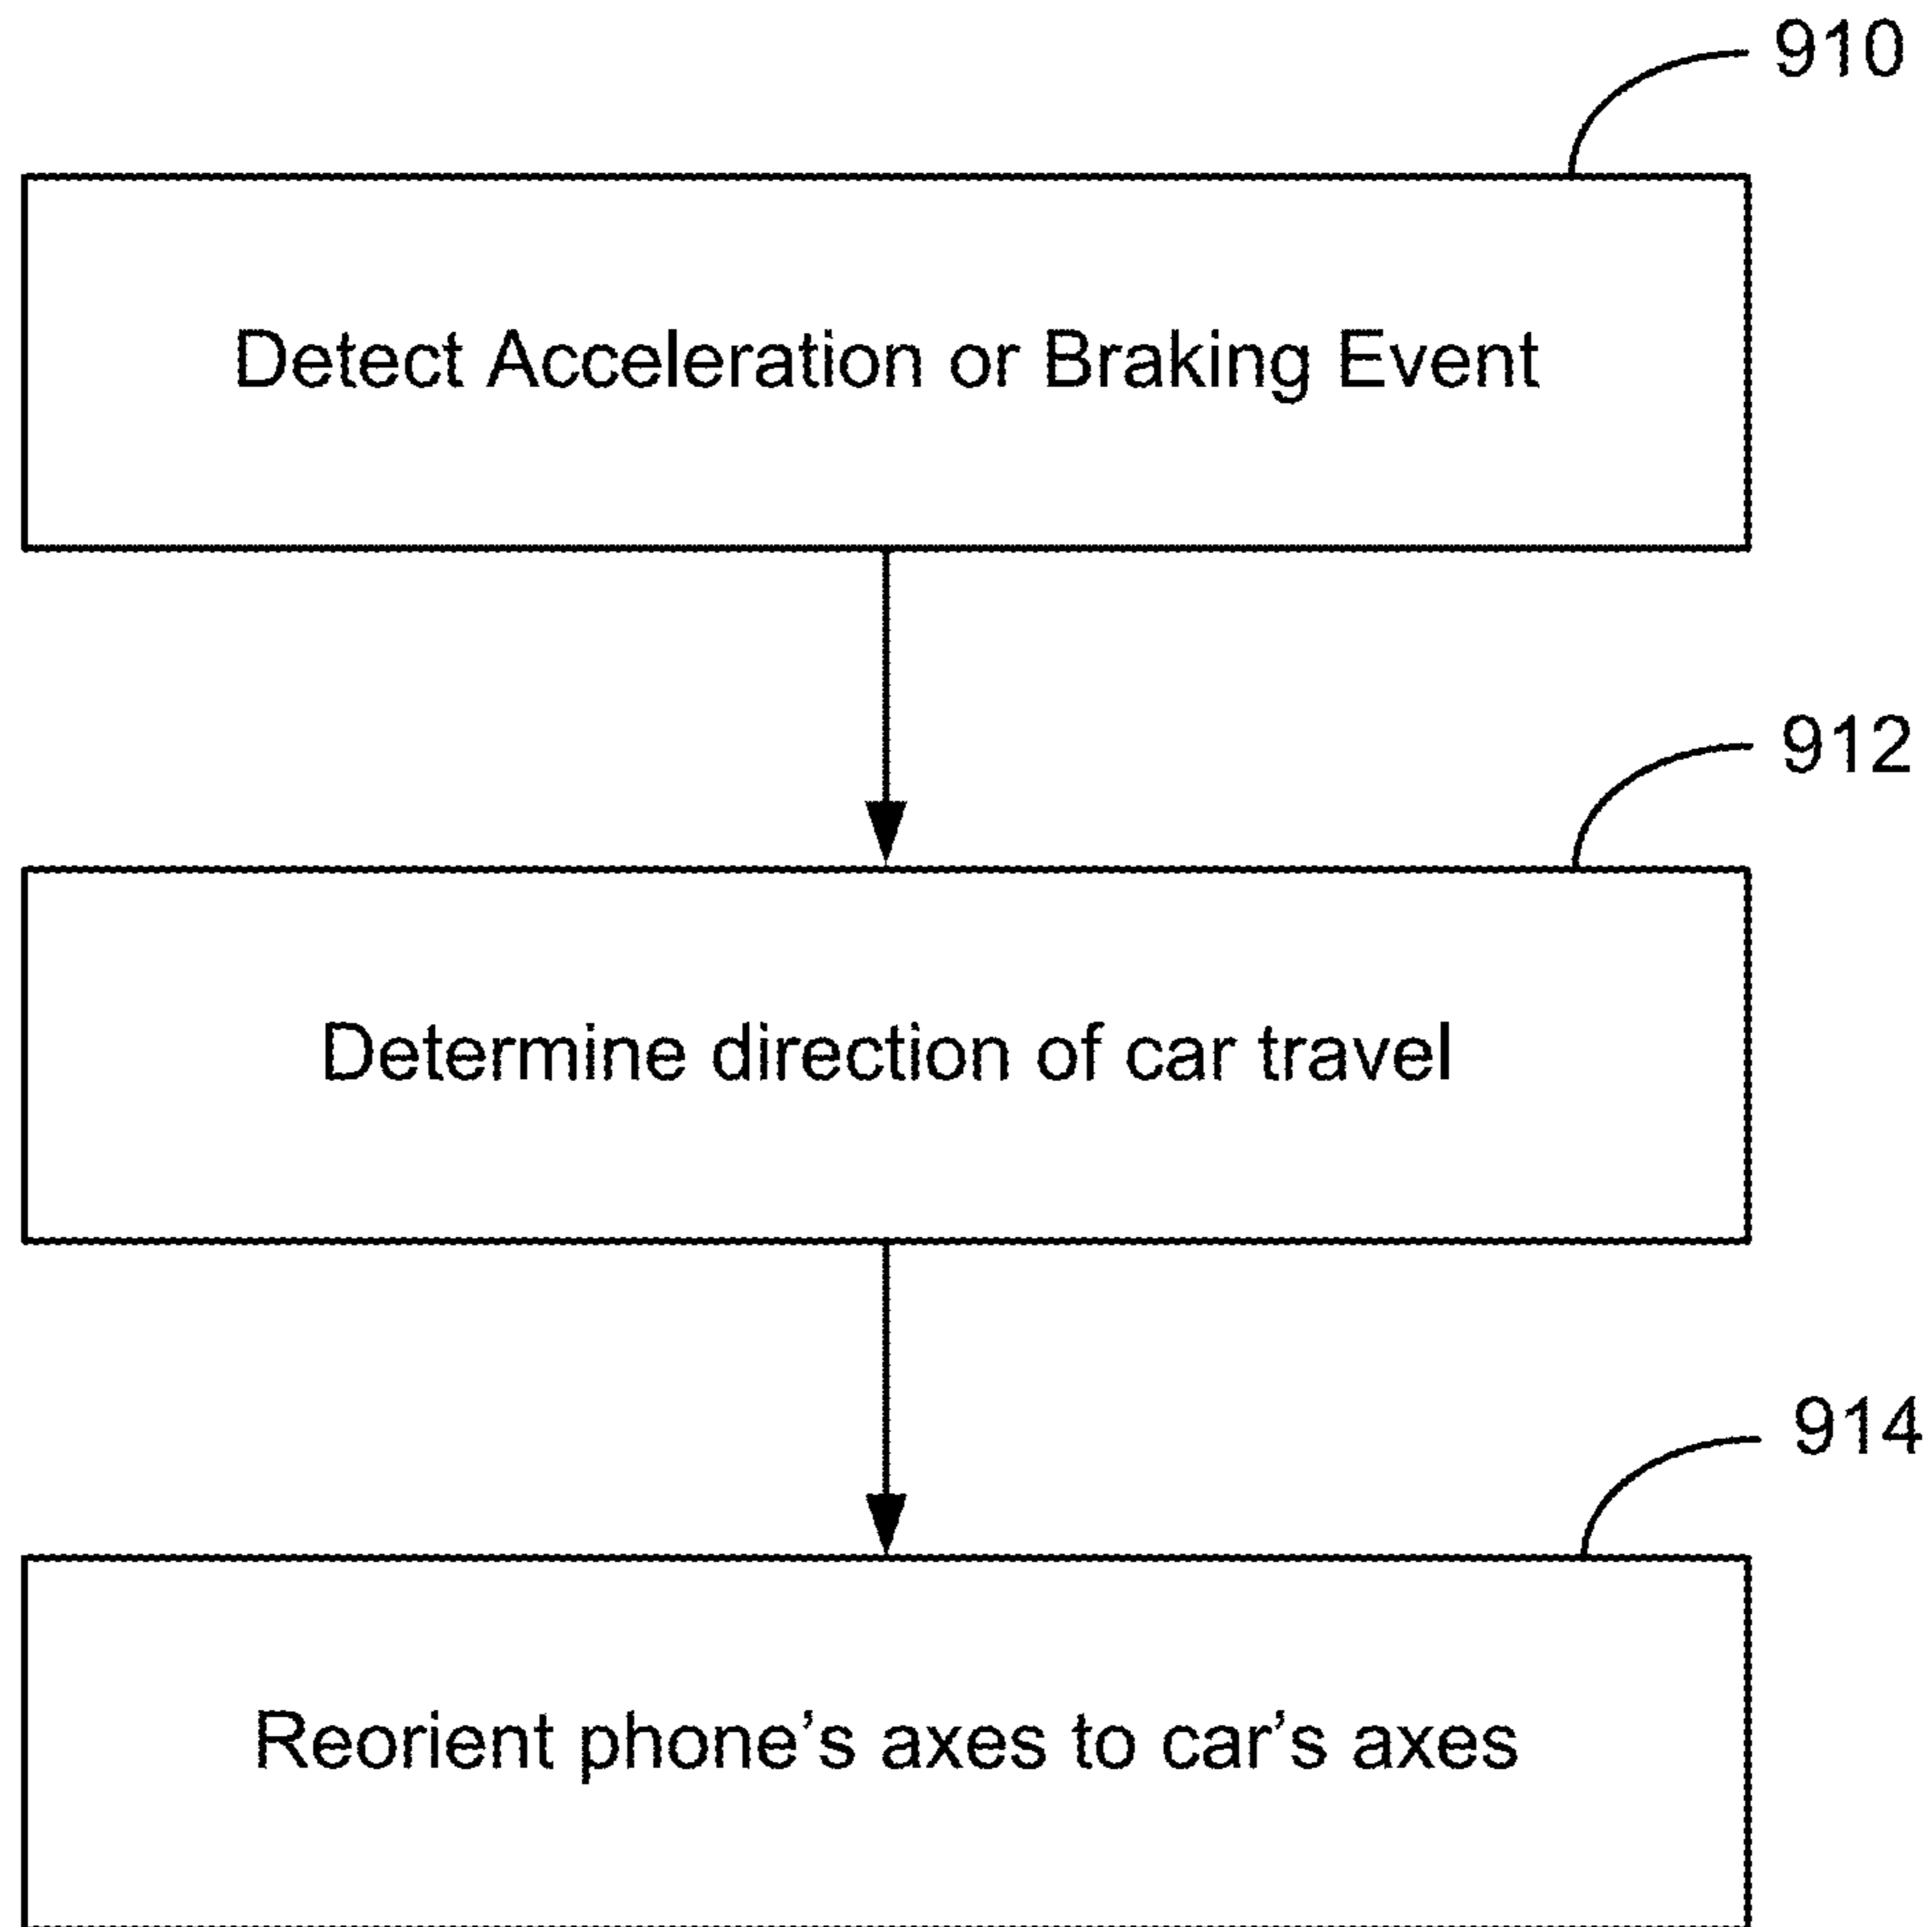 910
Detect Acceleration or Braking Event
912
Determine direction of car travel
914
Reorient phone’s axes to car’s axes